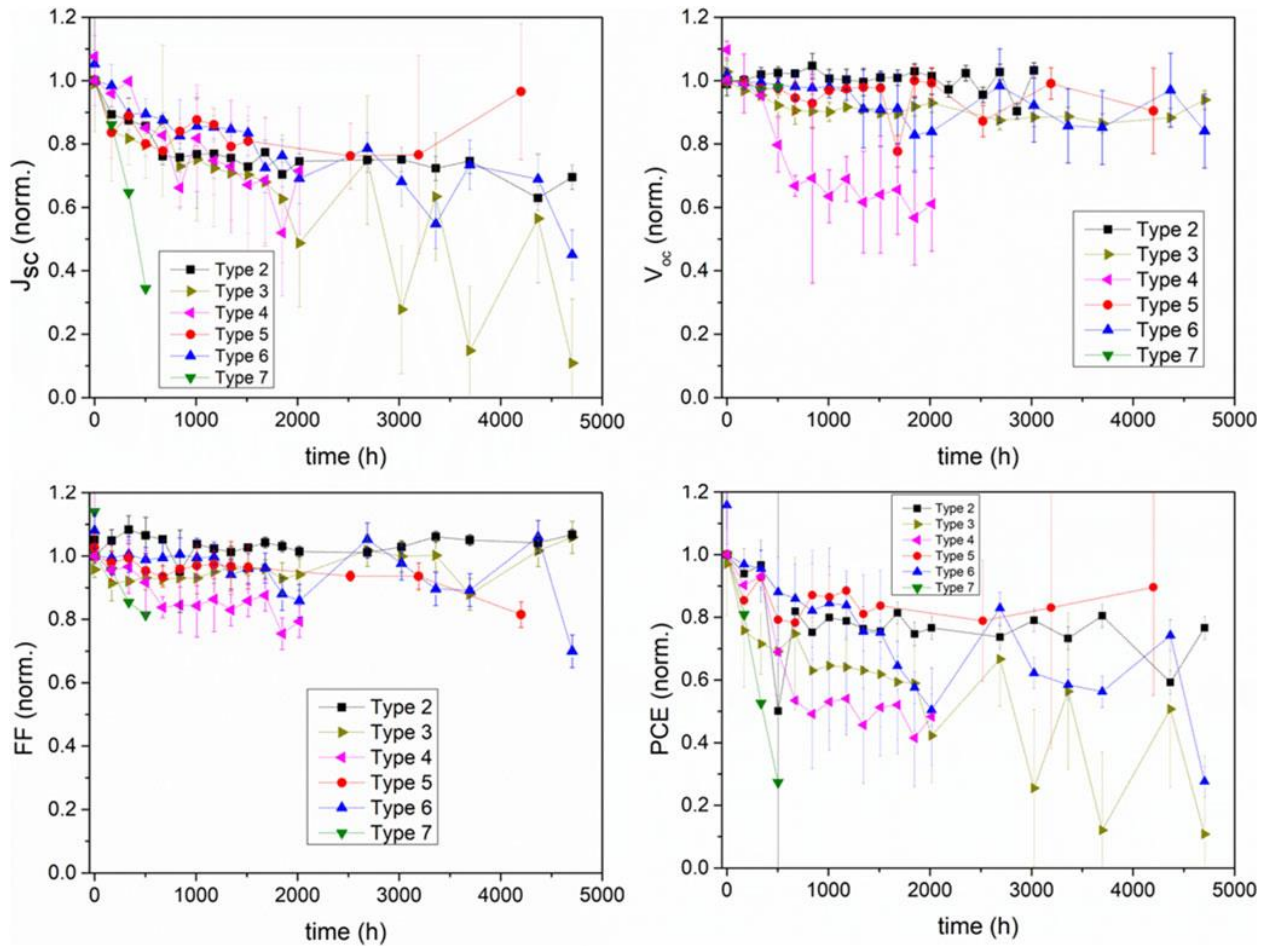 1.2
1.0
0.8
0.6
0.4
0.2
0.0
J_SC (norm.)
Type 2
Type 3
Type 4
Type 5
Type 6
Type 7
0 1000 2000 3000 4000 5000
time (h)
1.2
1.0
0.8
0.6
0.4
0.2
0.0
V_oc (norm.)
Type 2
Type 3
Type 4
Type 5
Type 6
Type 7
0 1000 2000 3000 4000 5000
time (h)
1.2
1.0
0.8
0.6
0.4
0.2
0.0
FF (norm.)
Type 2
Type 3
Type 4
Type 5
Type 6
Type 7
0 1000 2000 3000 4000 5000
time (h)
1.2
1.0
0.8
0.6
0.4
0.2
0.0
PCE (norm.)
Type 2
Type 3
Type 4
Type 5
Type 6
Type 7
0 1000 2000 3000 4000 5000
time (h)